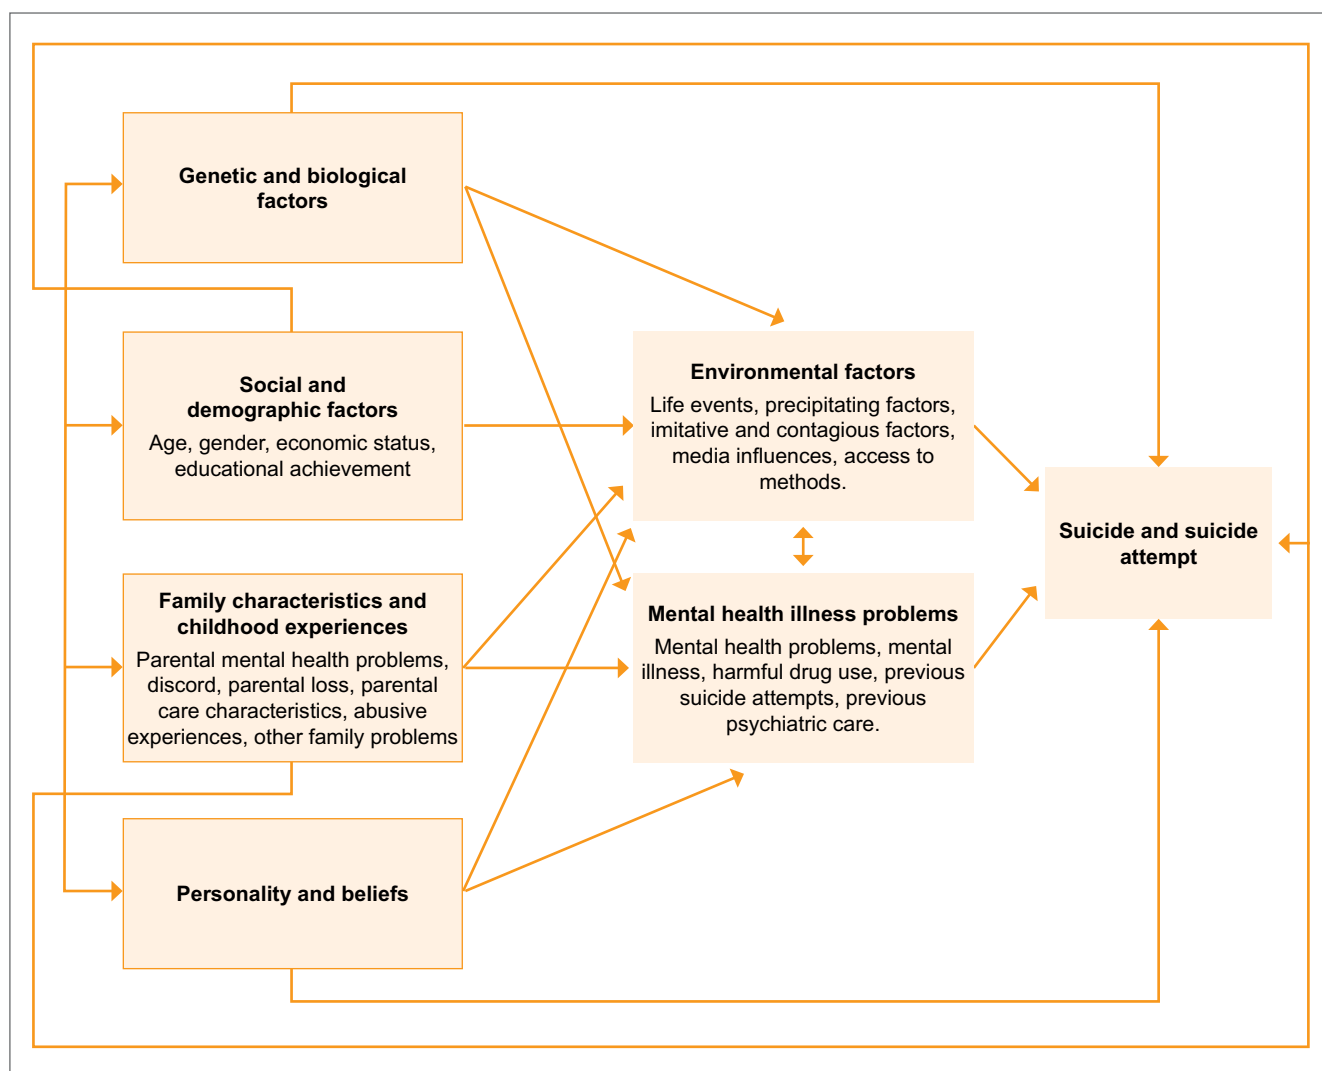 Genetic and biological
factors
Social and
demographic factors
Age, gender, economic status,
educational achievement
Family characteristics and
childhood experiences
Parental mental health problems,
discord, parental loss, parental
care characteristics, abusive
experiences, other family problems
Personality and beliefs
Environmental factors
Life events, precipitating factors,
imitative and contagious factors,
media influences, access to
methods.
Mental health illness problems
Mental health problems, mental
illness, harmful drug use, previous
suicide attempts, previous
psychiatric care.
Suicide and suicide
attempt